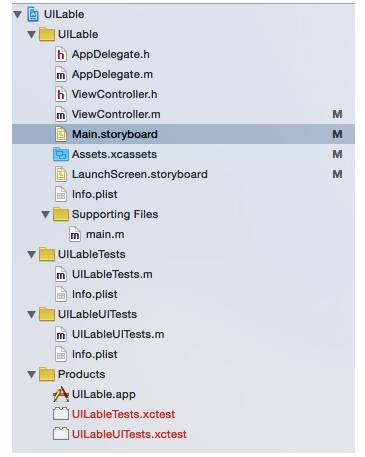 UILable
UILable
AppDelegate.h
AppDelegate.m
ViewController.h
ViewController.m M
Main.storyboard M
Assets.xcassets M
LaunchScreen.storyboard M
Info.plist
Supporting Files
main.m
UILableTests
UILableTests.m
Info.plist
UILableUITests
UILableUITests.m
Info.plist
Products
UILable.app
UILableTests.xctest
UILableUITests.xctest